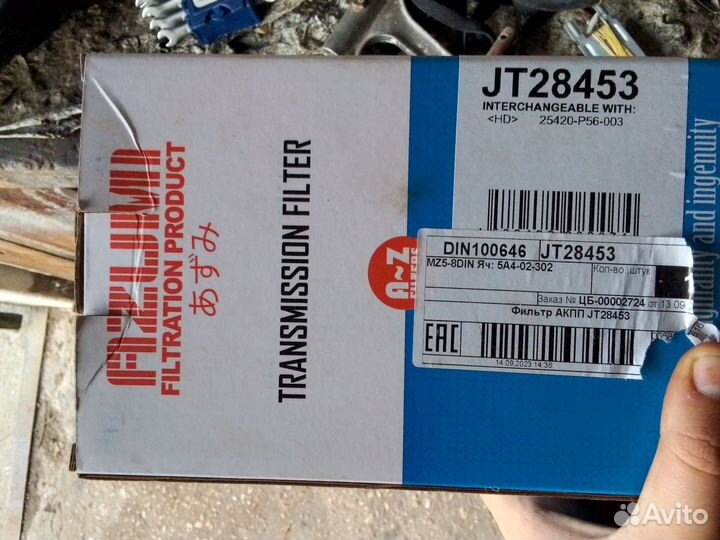 AZUMI
FILTRATION PRODUCT
あずみ
TRANSMISSION FILTER
JT28453
INTERCHANGEABLE WITH:
<HD> 25420-P56-003
and ingenuity
A~Z
FILTERS
DIN100646 JT28453
MZ5-8DIN Яч: 5A4-02-302
Кол-во штук
Заказ № ЦБ-00002724 от 13 09
Фильтр АКПП JT28453
EAC
14.09.2023 14:36
Avito